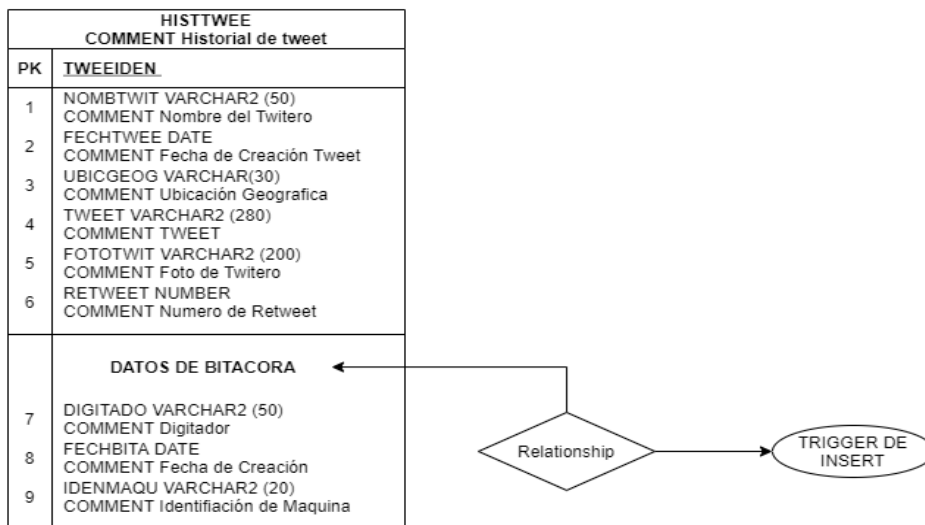 HISTTWEE
COMMENT Historial de tweet
PK TWEEIDEN
1 NOMBTWIT VARCHAR2 (50)
COMMENT Nombre del Twitero
2 FECHTWEE DATE
COMMENT Fecha de Creación Tweet
3 UBICGEOG VARCHAR(30)
COMMENT Ubicación Geografica
4 TWEET VARCHAR2 (280)
COMMENT TWEET
5 FOTOTWIT VARCHAR2 (200)
COMMENT Foto de Twitero
6 RETWEET NUMBER
COMMENT Numero de Retweet
DATOS DE BITACORA
7 DIGITADO VARCHAR2 (50)
COMMENT Digitador
8 FECHBITA DATE
COMMENT Fecha de Creación
9 IDENMAQU VARCHAR2 (20)
COMMENT Identifiación de Maquina
Relationship
TRIGGER DE
INSERT